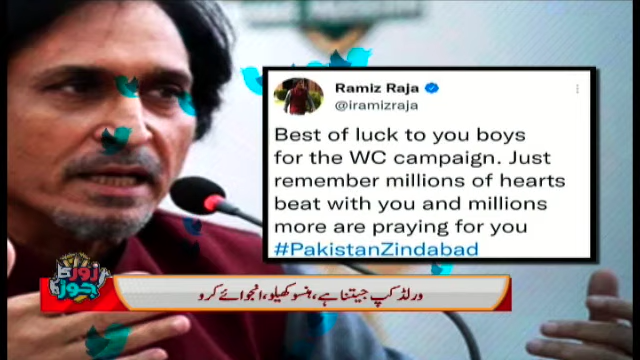 Ramiz Raja
@iramizraja
Best of luck to you boys
for the WC campaign. Just
remember millions of hearts
beat with you and millions
more are praying for you
#PakistanZindabad
زور کا
جوڑ
ورلڈ کپ جیتنا ہے، ہنسو کھیلو، انجوائے کرو